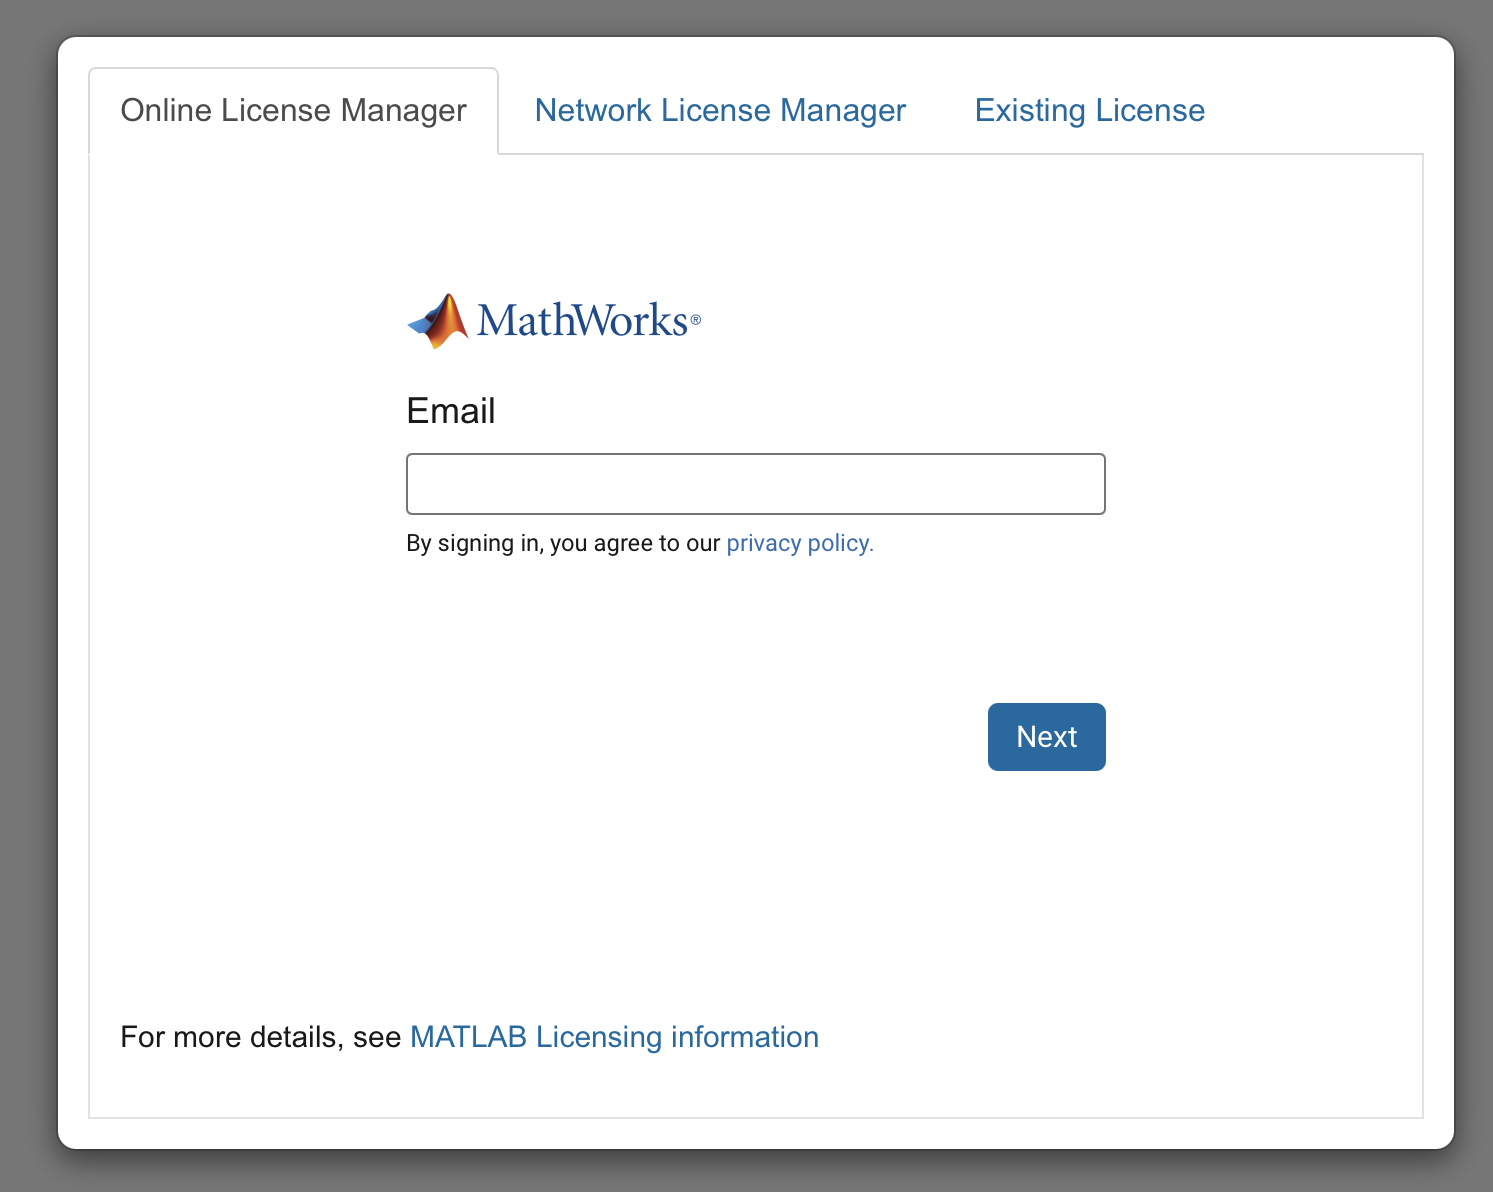 Online License Manager Network License Manager Existing License
MathWorks®
Email
By signing in, you agree to our privacy policy.
Next
For more details, see MATLAB Licensing information